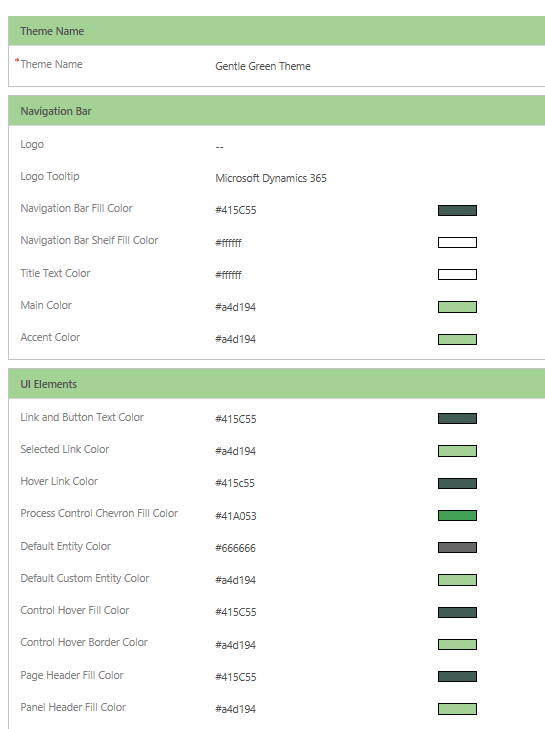 Theme Name
*Theme Name Gentle Green Theme
Navigation Bar
Logo --
Logo Tooltip Microsoft Dynamics 365
Navigation Bar Fill Color #415C55
Navigation Bar Shelf Fill Color #ffffff
Title Text Color #ffffff
Main Color #a4d194
Accent Color #a4d194
UI Elements
Link and Button Text Color #415C55
Selected Link Color #a4d194
Hover Link Color #415c55
Process Control Chevron Fill Color #41A053
Default Entity Color #666666
Default Custom Entity Color #a4d194
Control Hover Fill Color #415C55
Control Hover Border Color #a4d194
Page Header Fill Color #415C55
Panel Header Fill Color #a4d194